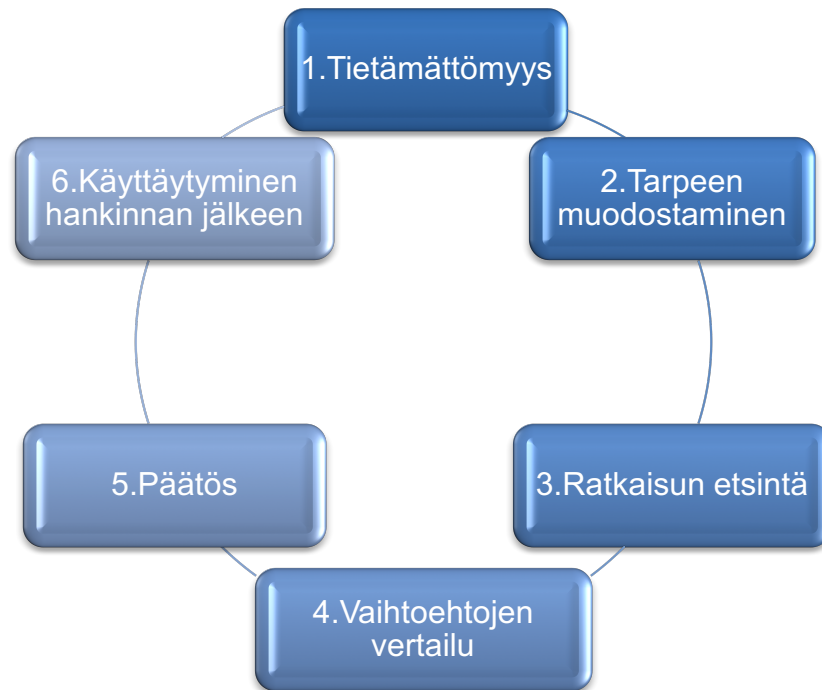 1.Tietämättömyys
2.Tarpeen
muodostaminen
3.Ratkaisun etsintä
4.Vaihtoehtojen
vertailu
5.Päätös
6.Käyttäytyminen
hankinnan jälkeen